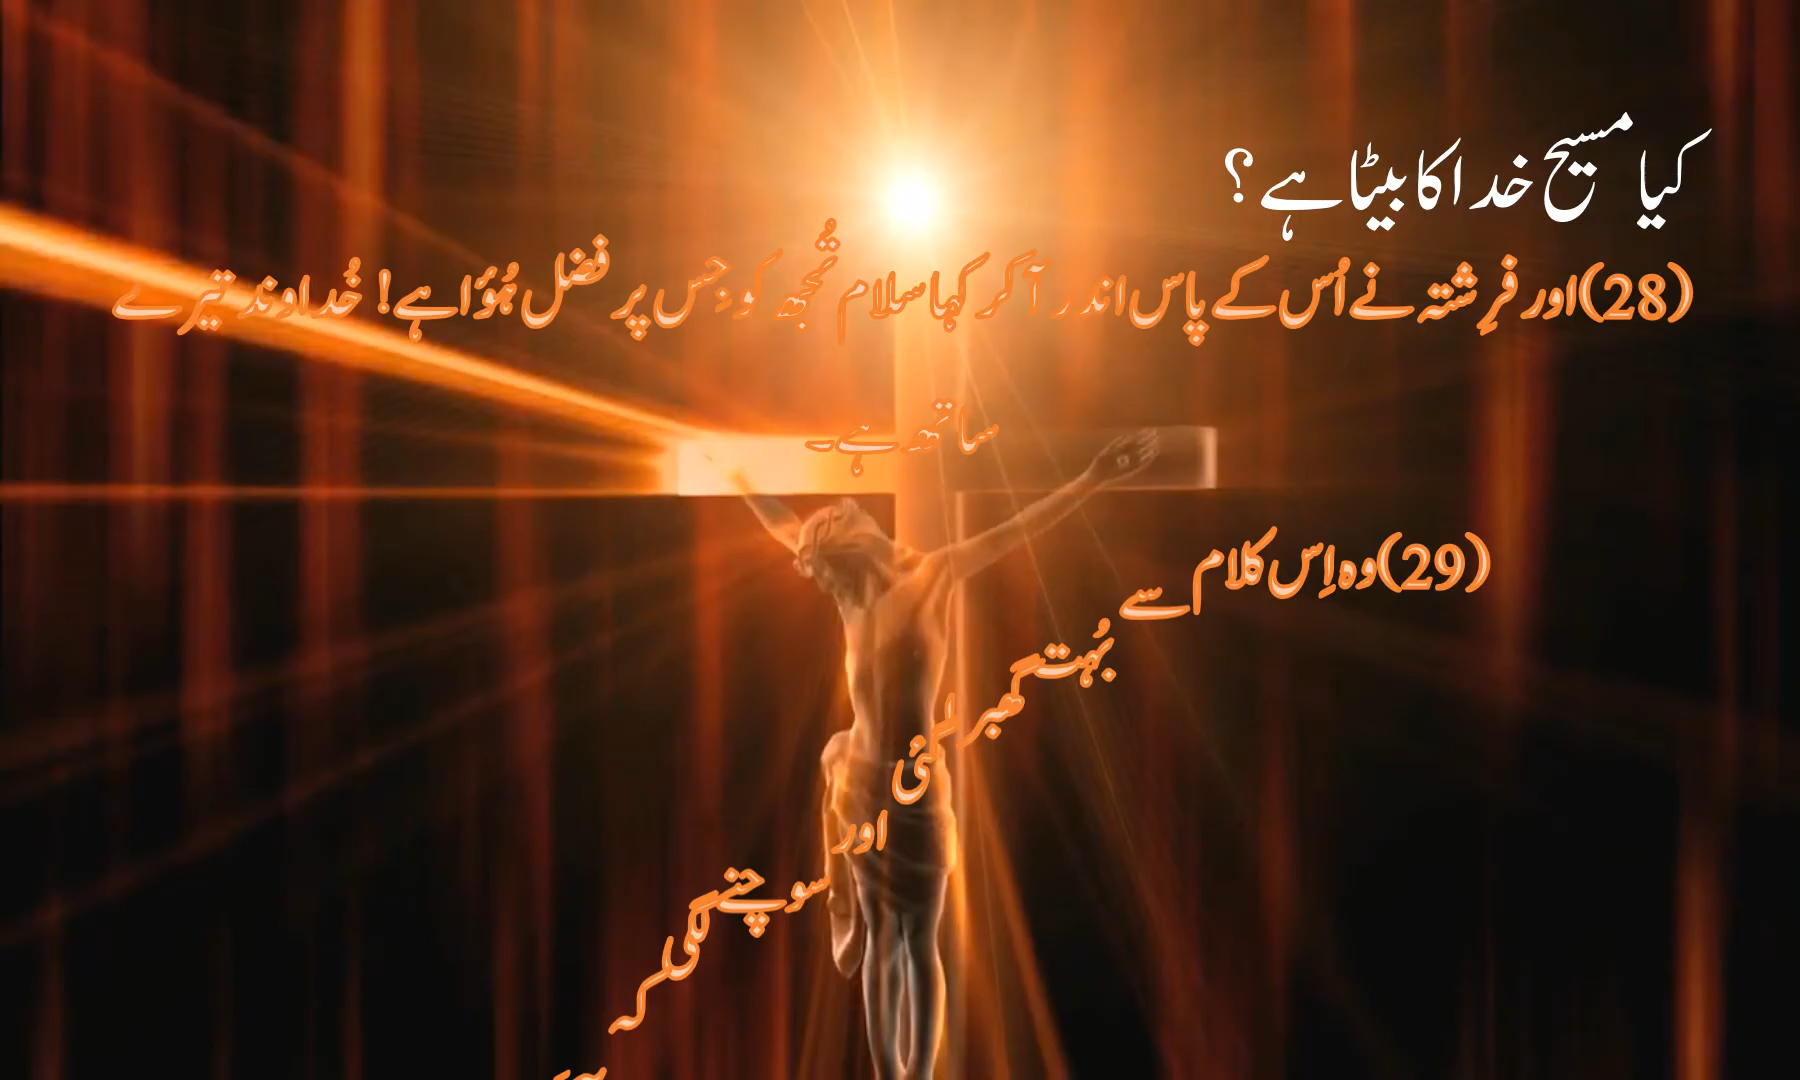 کیا مسیح خدا کا بیٹا ہے ؟
(28)اور فرِشتہ نے اُس کے پاس اندر آ کر کہا سلام تُجھ کو جِس پر فضل ہُؤا ہے! خُداوند تیرے
ساتھ ہے۔
(29)وہ اِس کلام سے بُہت گھبرا گئی اور سوچنے لگی کہ